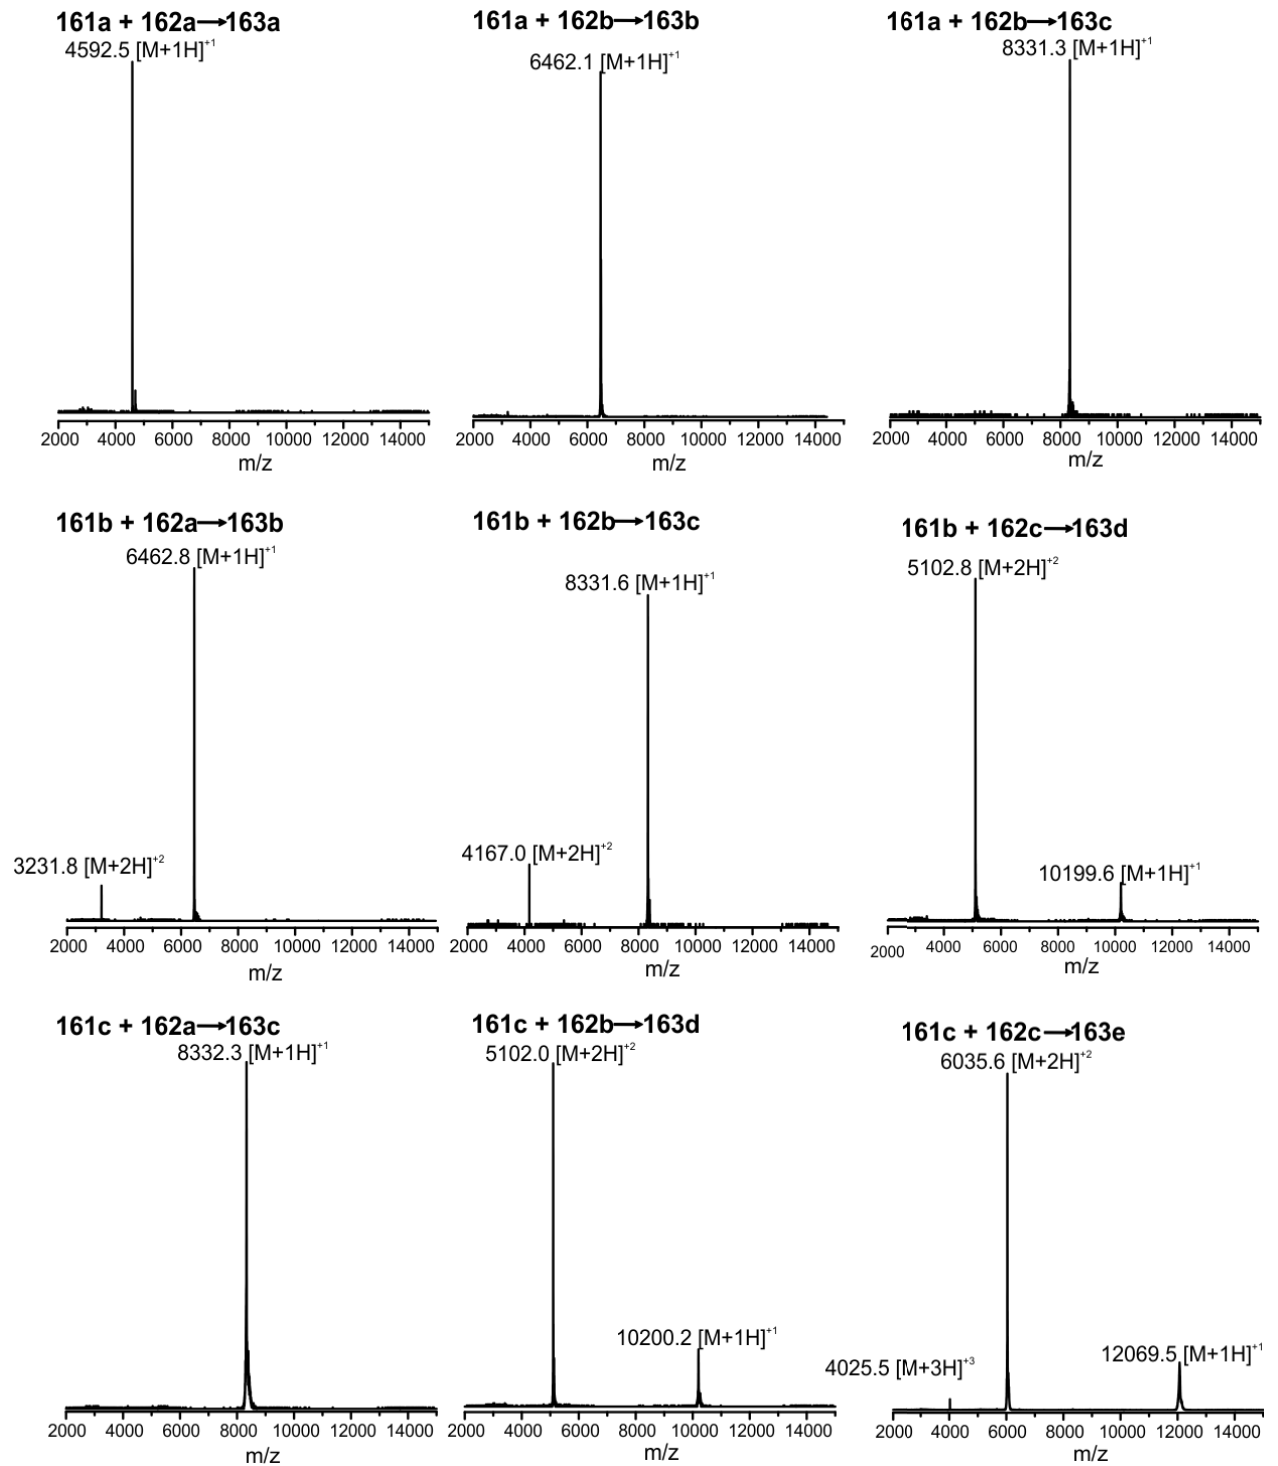 161a + 162a→163a
4592.5 [M+1H]+1
2000 4000 6000 8000 10000 12000 14000
m/z
161a + 162b→163b
6462.1 [M+1H]+1
2000 4000 6000 8000 10000 12000 14000
m/z
161a + 162b→163c
8331.3 [M+1H]+1
2000 4000 6000 8000 10000 12000 14000
m/z
161b + 162a→163b
6462.8 [M+1H]+1
3231.8 [M+2H]+2
2000 4000 6000 8000 10000 12000 14000
m/z
161b + 162b→163c
8331.6 [M+1H]+1
4167.0 [M+2H]+2
2000 4000 6000 8000 10000 12000 14000
m/z
161b + 162c→163d
5102.8 [M+2H]+2
10199.6 [M+1H]+1
2000 4000 6000 8000 10000 12000 14000
m/z
161c + 162a→163c
8332.3 [M+1H]+1
2000 4000 6000 8000 10000 12000 14000
m/z
161c + 162b→163d
5102.0 [M+2H]+2
10200.2 [M+1H]+1
2000 4000 6000 8000 10000 12000 14000
m/z
161c + 162c→163e
6035.6 [M+2H]+2
4025.5 [M+3H]+3
12069.5 [M+1H]+1
2000 4000 6000 8000 10000 12000 14000
m/z